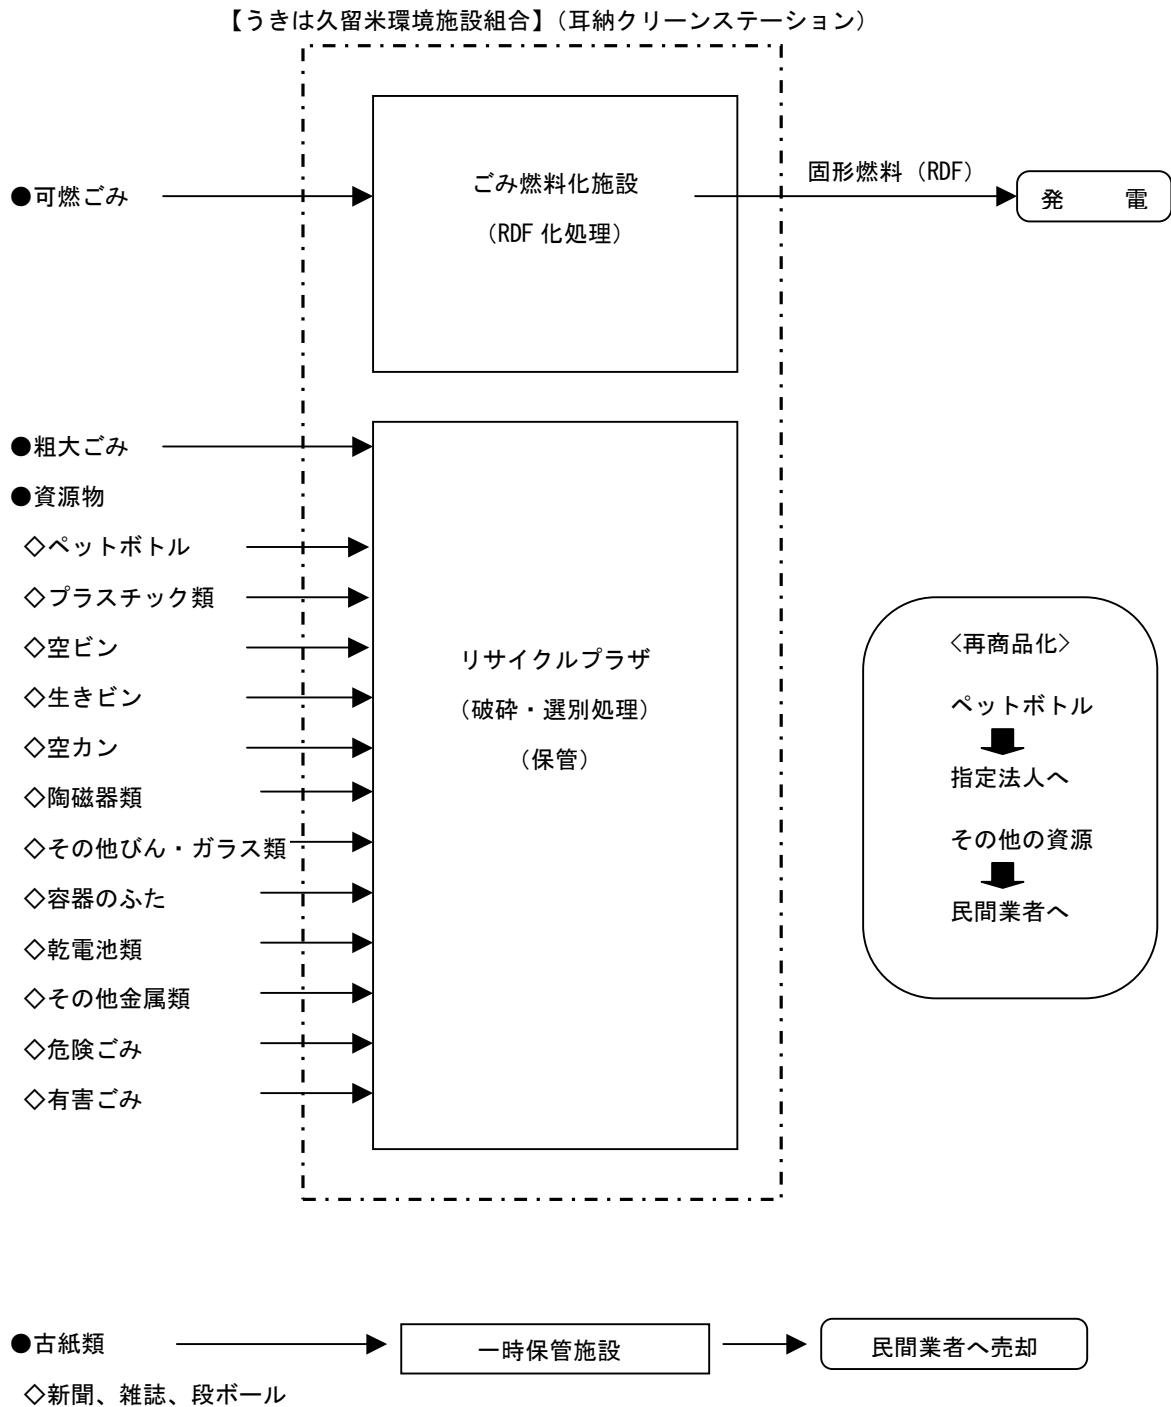 【うきは久留米環境施設組合】（耳納クリーンステーション）
●可燃ごみ
ごみ燃料化施設
（RDF 化処理）
固形燃料（RDF）
発　　電
●粗大ごみ
●資源物
◇ペットボトル
◇プラスチック類
◇空ビン
◇生きビン
◇空カン
◇陶磁器類
◇その他びん・ガラス類
◇容器のふた
◇乾電池類
◇その他金属類
◇危険ごみ
◇有害ごみ
リサイクルプラザ
（破砕・選別処理）
（保管）
〈再商品化〉
ペットボトル
指定法人へ
その他の資源
民間業者へ
●古紙類
一時保管施設
民間業者へ売却
◇新聞、雑誌、段ボール